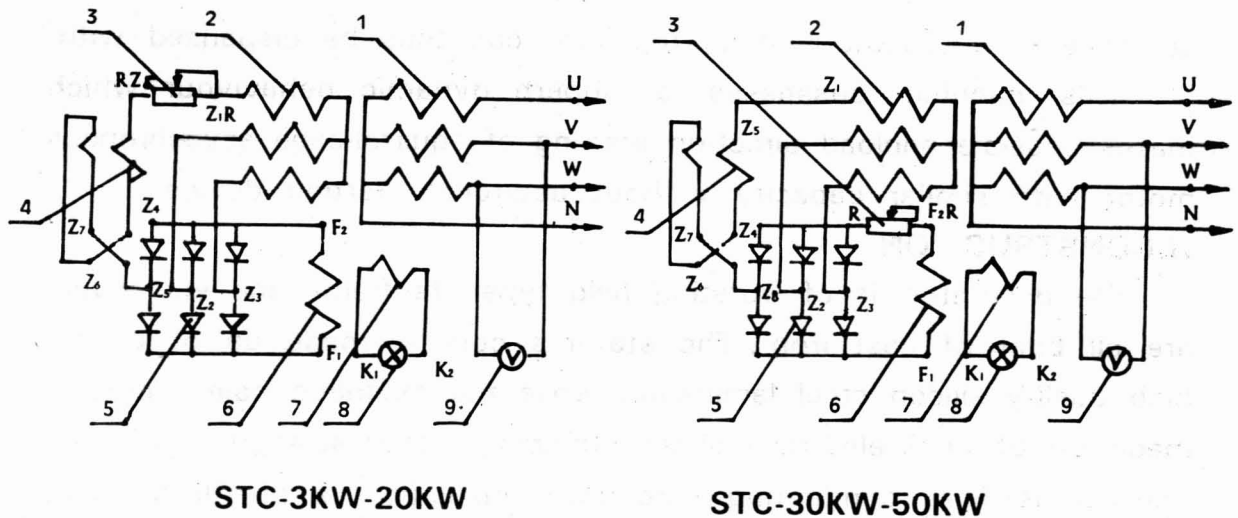 3 2 1
RZ Z₁R U
V
W
N
4 Z₇ Z₄ F₂
Z₆ Z₅ Z₂ Z₃
F₁ K₁ K₂ V
5 6 7 8 9
STC-3KW-20KW
3 2 1
Z₁ U
Z₅ V
W
N
4 Z₇ Z₄ R F₂R
Z₆ Z₈ Z₂ Z₃
F₁ K₁ K₂ V
5 6 7 8 9
STC-30KW-50KW